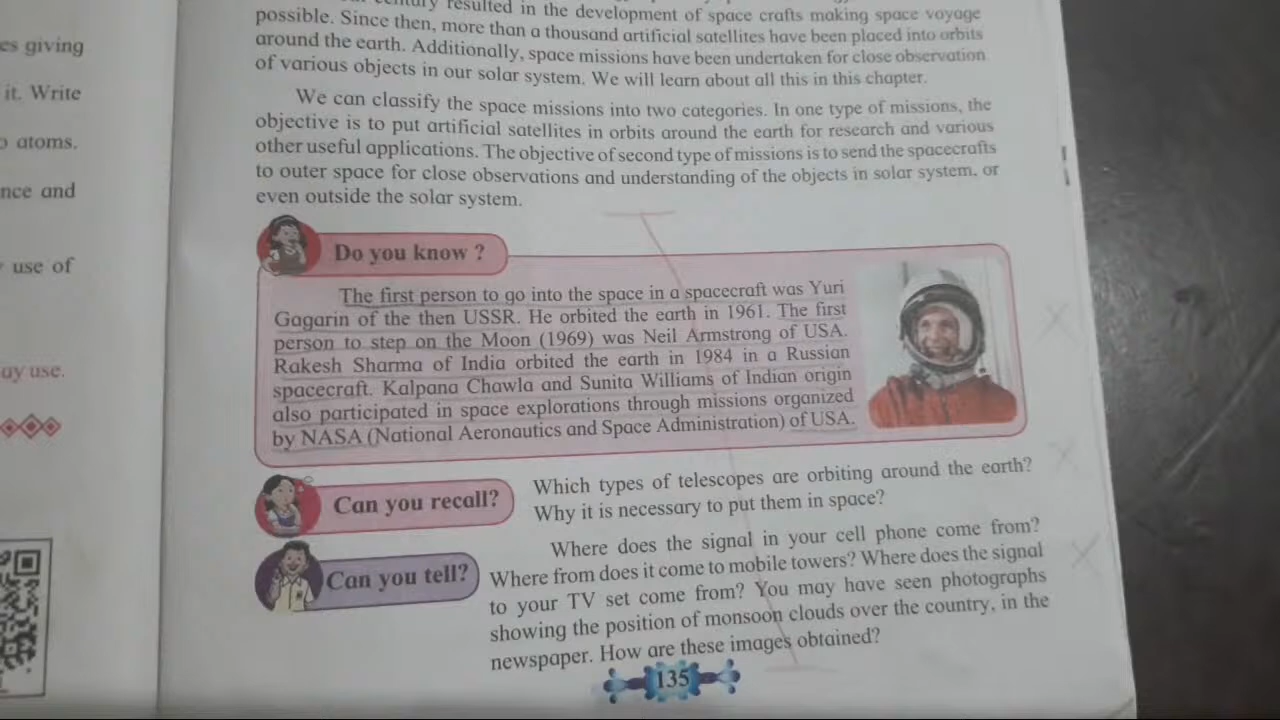 es giving
it. Write
atoms.
nce and
use of
ay use.
century resulted in the development of space crafts making space voyage
possible. Since then, more than a thousand artificial satellites have been placed into orbits
around the earth. Additionally, space missions have been undertaken for close observation
of various objects in our solar system. We will learn about all this in this chapter.
We can classify the space missions into two categories. In one type of missions, the
objective is to put artificial satellites in orbits around the earth for research and various
other useful applications. The objective of second type of missions is to send the spacecrafts
to outer space for close observations and understanding of the objects in solar system, or
even outside the solar system.
Do you know ?
The first person to go into the space in a spacecraft was Yuri
Gagarin of the then USSR. He orbited the earth in 1961. The first
person to step on the Moon (1969) was Neil Armstrong of USA.
Rakesh Sharma of India orbited the earth in 1984 in a Russian
spacecraft. Kalpana Chawla and Sunita Williams of Indian origin
also participated in space explorations through missions organized
by NASA (National Aeronautics and Space Administration) of USA.
Can you recall?
Which types of telescopes are orbiting around the earth?
Why it is necessary to put them in space?
Can you tell?
Where does the signal in your cell phone come from?
Where from does it come to mobile towers? Where does the signal
to your TV set come from? You may have seen photographs
showing the position of monsoon clouds over the country, in the
newspaper. How are these images obtained?
135